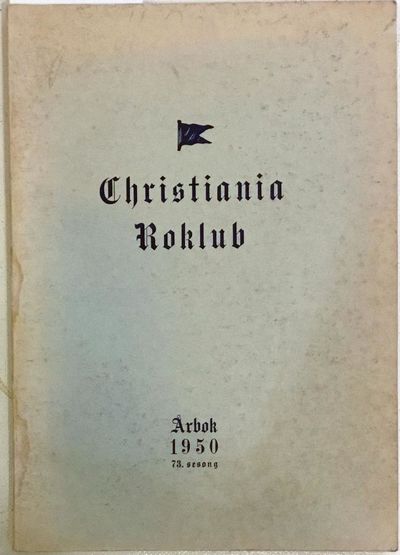 Christiania
Roklub
Årbok
1950
73. sesong